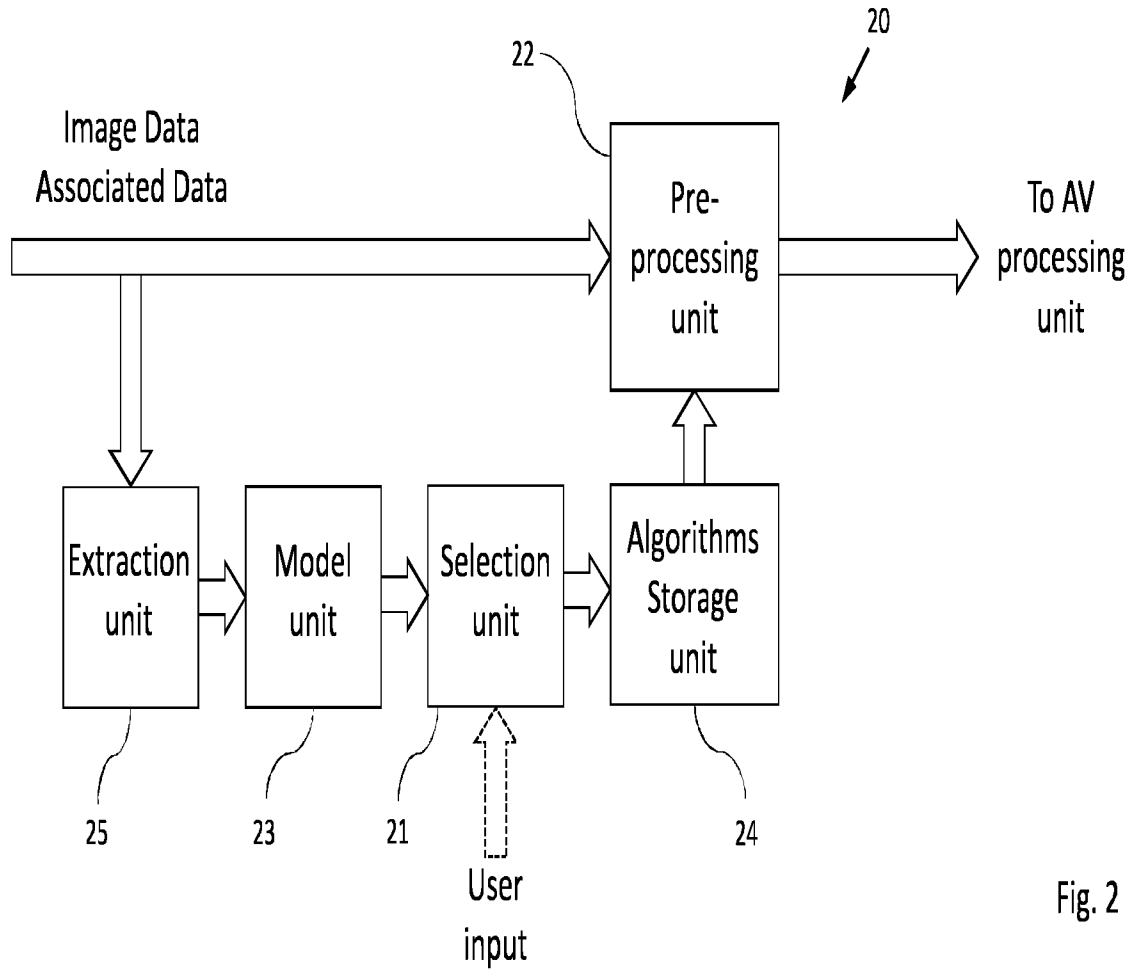 20
22
Image Data
Associated Data
Pre-
processing
unit
To AV
processing
unit
Extraction
unit
Model
unit
Selection
unit
Algorithms
Storage
unit
25
23
21
24
User
input
Fig. 2